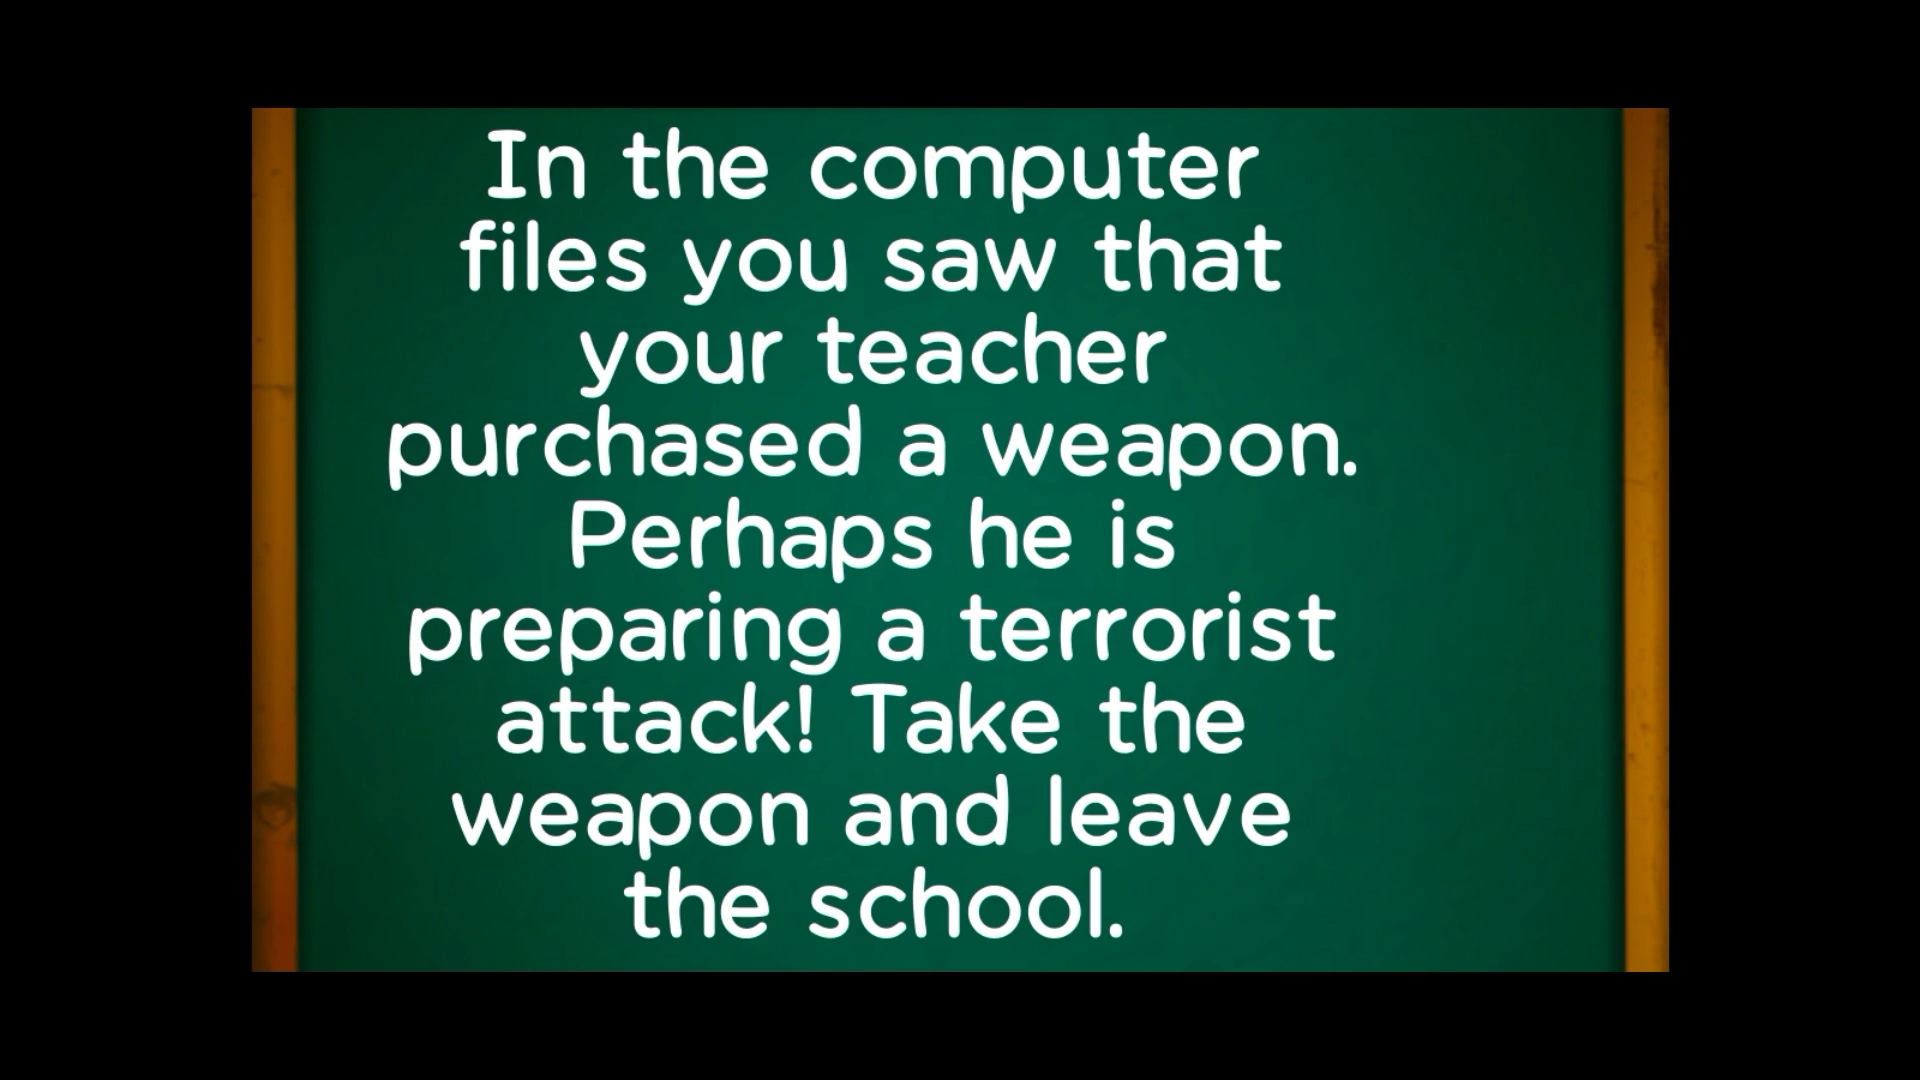 In the computer
files you saw that
your teacher
purchased a weapon.
Perhaps he is
preparing a terrorist
attack! Take the
weapon and leave
the school.